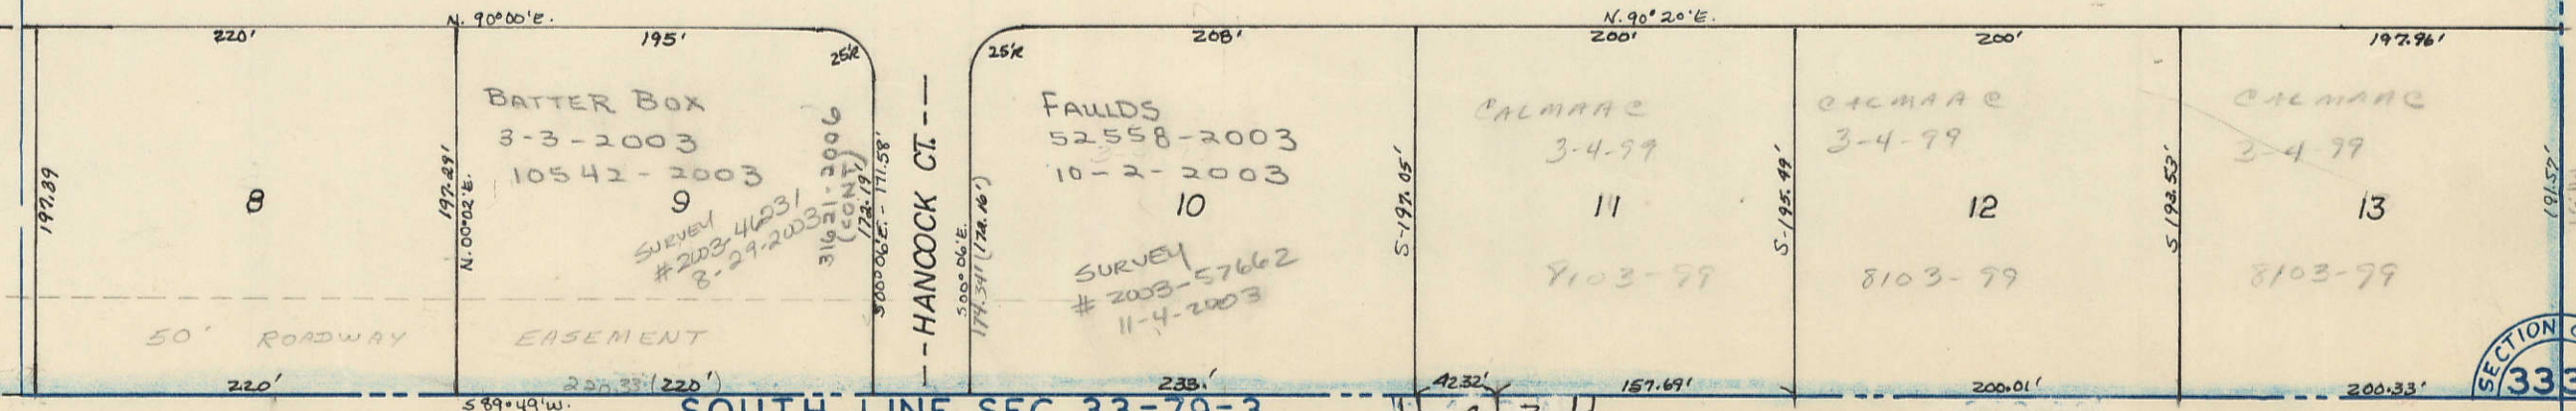 N. 90°00'E.
N. 90°20'E.
220'
195'
25'R
25'R
208'
200'
200'
197.96'
BATTER BOX
3-3-2003
10542-2003
9
SURVEY
#2003-46231
8-29-2003
31621-2006
(CONT)
172.19'
S00°06'E. - 171.58'
--HANCOCK CT.--
S00°06'E.
174.34' (172.16')
FAULDS
52558-2003
10-2-2003
10
SURVEY
# 2003-57662
11-4-2003
CALMAAC
3-4-99
11
8103-99
CALMAAC
3-4-99
12
8103-99
CALMAAC
3-4-99
13
8103-99
197.89
8
197.29'
N.00°02'E.
S-197.05'
S-195.49'
S 193.53'
191.57'
50' ROADWAY EASEMENT
220'
220.33 (220')
233.'
42.32'
157.69'
200.01'
200.33'
S89°49'W.
SOUTH LINE SEC 33-79-3
SECTION
33